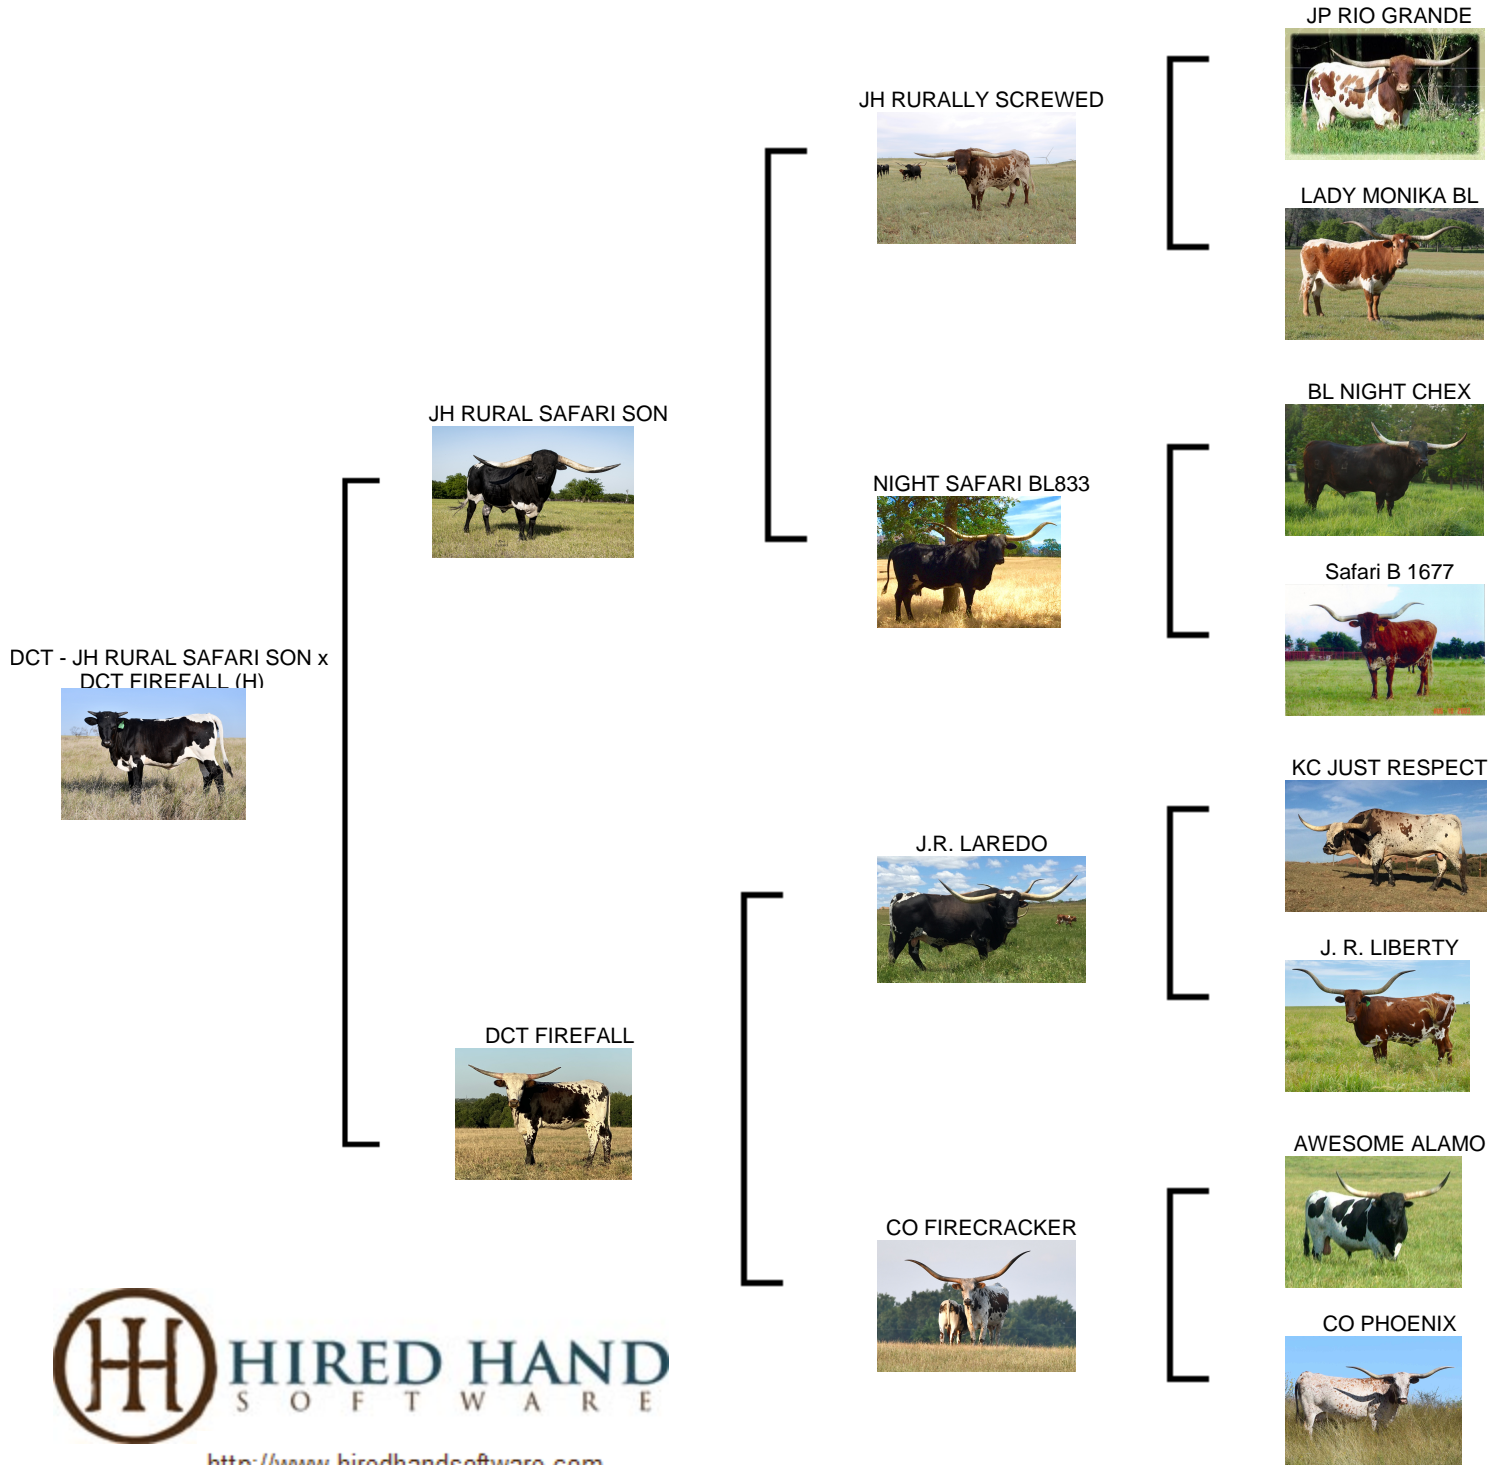 JP RIO GRANDE
JH RURALLY SCREWED
LADY MONIKA BL
JH RURAL SAFARI SON
BL NIGHT CHEX
NIGHT SAFARI BL833
Safari B 1677
DCT - JH RURAL SAFARI SON x
DCT FIREFALL (H)
KC JUST RESPECT
J.R. LAREDO
J. R. LIBERTY
DCT FIREFALL
AWESOME ALAMO
CO FIRECRACKER
CO PHOENIX
HIRED HAND
SOFTWARE
http://www.hiredhandsoftware.com